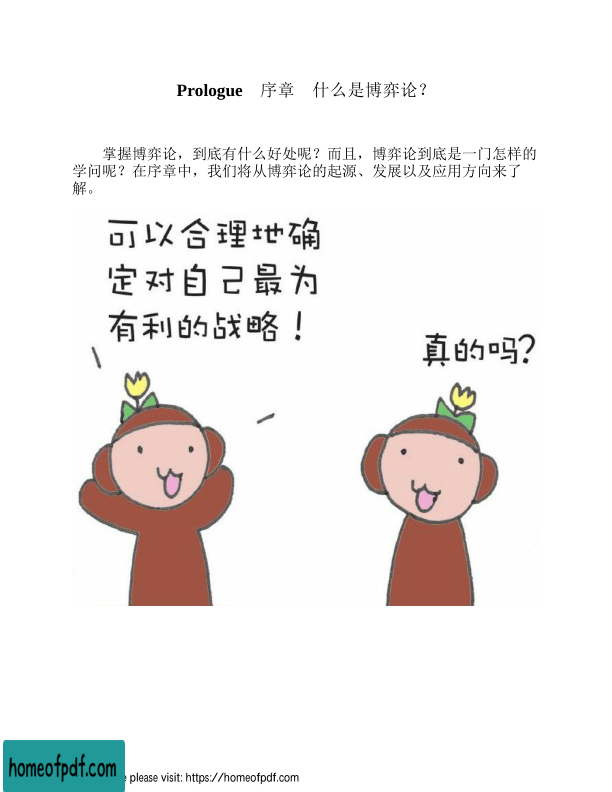 Prologue 序章 什么是博弈论？
掌握博弈论，到底有什么好处呢？而且，博弈论到底是一门怎样的
学问呢？在序章中，我们将从博弈论的起源、发展以及应用方向来了
解。
可以合理地确
定对自己最为
有利的战略！
真的吗？
homeofpdf.com
e please visit: https://homeofpdf.com